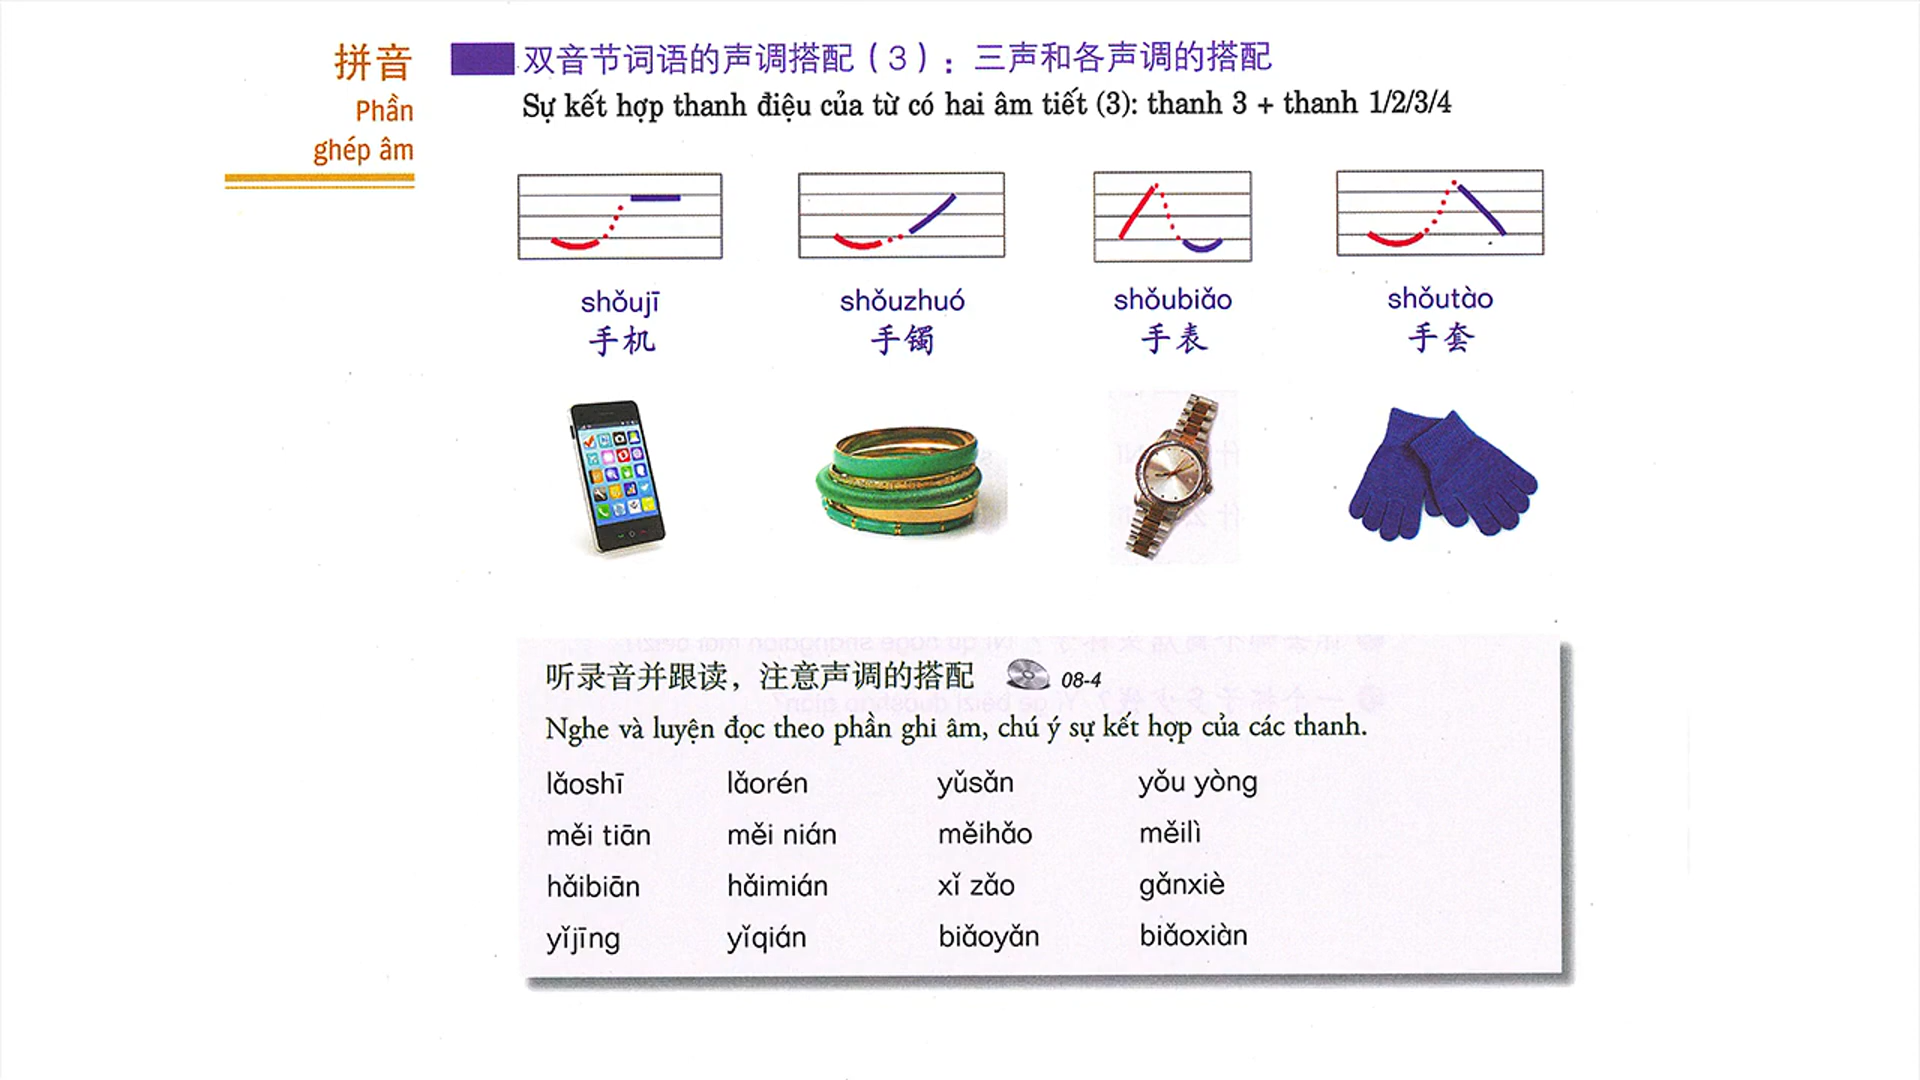 拼音
Phần
ghép âm
双音节词语的声调搭配（3）：三声和各声调的搭配
Sự kết hợp thanh điệu của từ có hai âm tiết (3): thanh 3 + thanh 1/2/3/4
shǒujī shǒuzhuó shǒubiǎo shǒutào
手机 手镯 手表 手套
听录音并跟读，注意声调的搭配 08-4
Nghe và luyện đọc theo phần ghi âm, chú ý sự kết hợp của các thanh.
lǎoshī lǎorén yǔsǎn yǒu yòng
měi tiān měi nián měihǎo měilì
hǎibiān hǎimián xǐ zǎo gǎnxiè
yǐjīng yǐqián biǎoyǎn biǎoxiàn